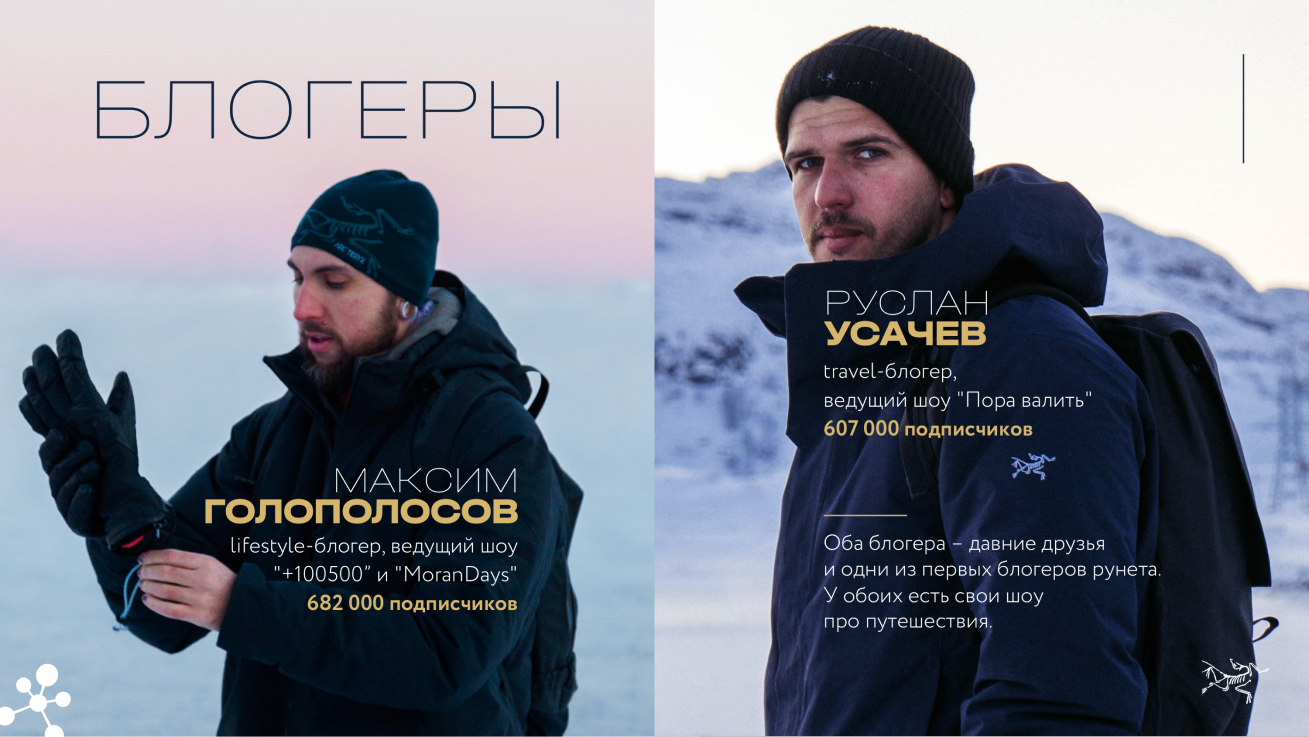 БЛОГЕРЫ
ARC'TERYX
МАКСИМ
ГОЛОПОЛОСОВ
lifestyle-блогер, ведущий шоу
"+100500” и "MoranDays"
682 000 подписчиков
РУСЛАН
УСАЧЕВ
travel-блогер,
ведущий шоу "Пора валить"
607 000 подписчиков
Оба блогера – давние друзья
и одни из первых блогеров рунета.
У обоих есть свои шоу
про путешествия.